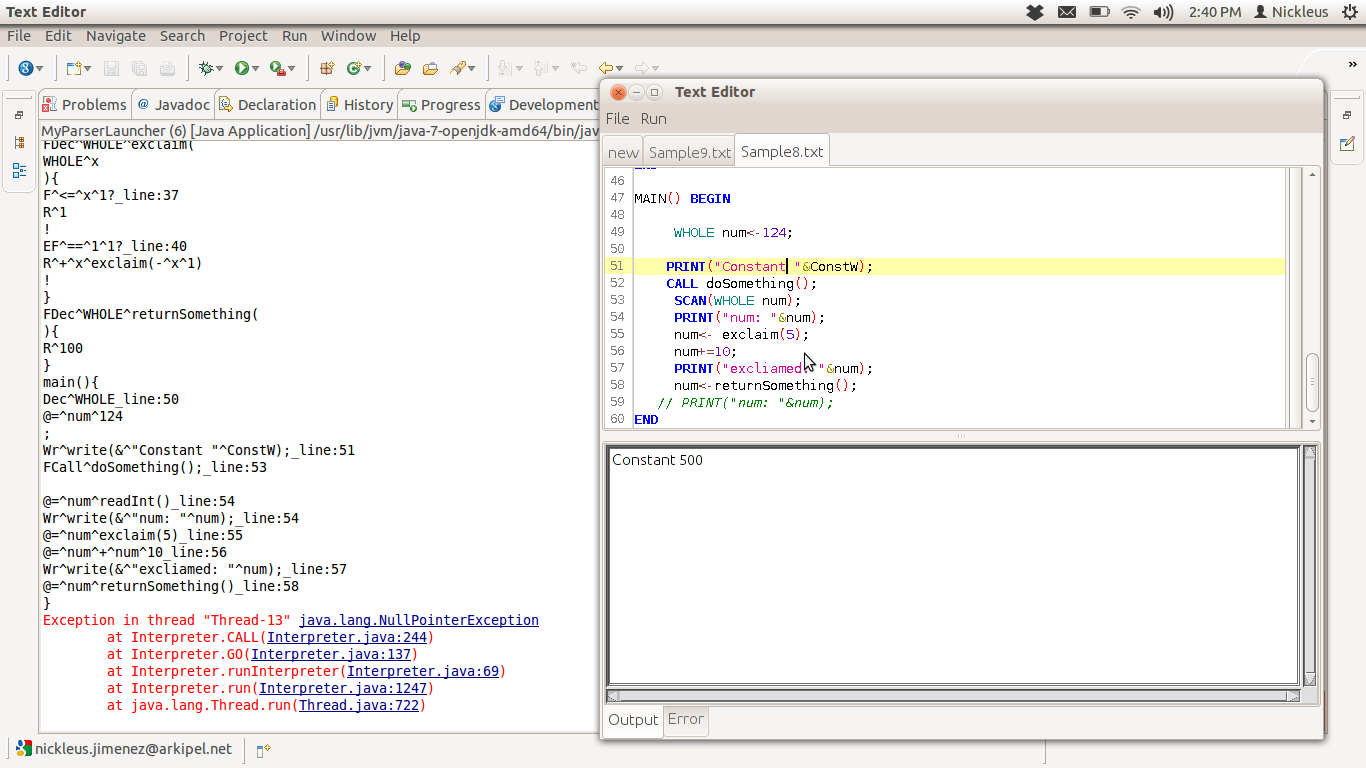 Text Editor
2:40 PM Nickleus
File Edit Navigate Search Project Run Window Help
Problems @ Javadoc Declaration History Progress Development
MyParserLauncher (6) [Java Application] /usr/lib/jvm/java-7-openjdk-amd64/bin/jav
FDec^WHOLE^exclaim(
WHOLE^x
){
F^<=^x^1?_line:37
R^1
!
EF^==^1^1?_line:40
R^+^x^exclaim(-^x^1)
!
}
FDec^WHOLE^returnSomething(
){
R^100
}
main(){
Dec^WHOLE_line:50
@=^num^124
;
Wr^write(&^"Constant "^ConstW);_line:51
FCall^doSomething();_line:53
@=^num^readInt()_line:54
Wr^write(&^"num: "^num);_line:54
@=^num^exclaim(5)_line:55
@=^num^+^num^10_line:56
Wr^write(&^"excliamed: "^num);_line:57
@=^num^returnSomething()_line:58
}
Exception in thread "Thread-13" java.lang.NullPointerException
at Interpreter.CALL(Interpreter.java:244)
at Interpreter.GO(Interpreter.java:137)
at Interpreter.runInterpreter(Interpreter.java:69)
at Interpreter.run(Interpreter.java:1247)
at java.lang.Thread.run(Thread.java:722)
nickleus.jimenez@arkipel.net
Text Editor
File Run
new Sample9.txt Sample8.txt
46
47 MAIN() BEGIN
48
49 WHOLE num<-124;
50
51 PRINT("Constant "&ConstW);
52 CALL doSomething();
53 SCAN(WHOLE num);
54 PRINT("num: "&num);
55 num<- exclaim(5);
56 num+=10;
57 PRINT("excliamed: "&num);
58 num<-returnSomething();
59 // PRINT("num: "&num);
60 END
Constant 500
Output Error